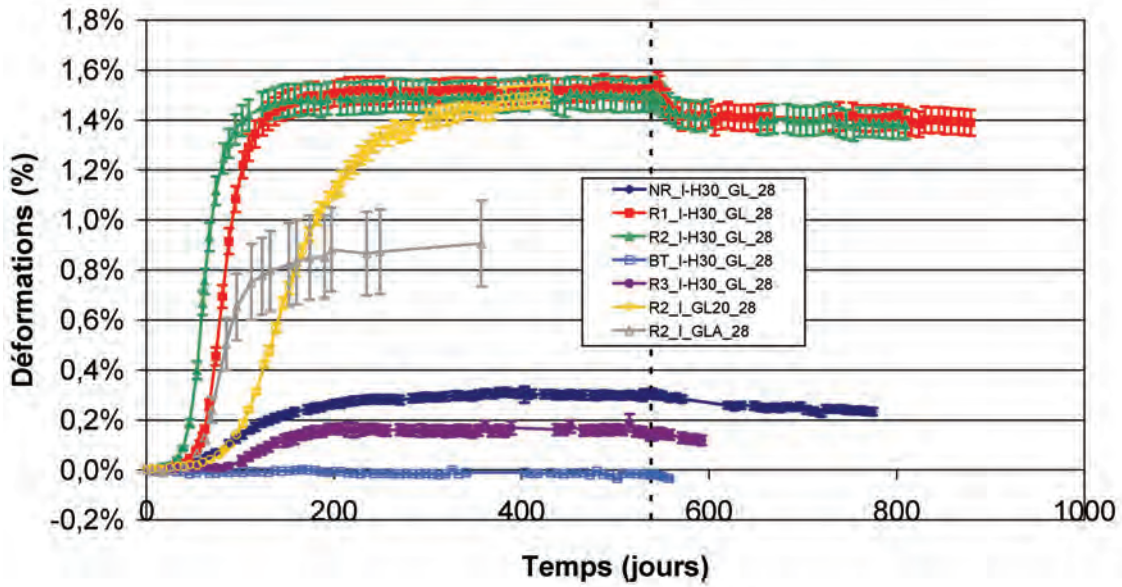 1,8%
1,6%
1,4%
1,2%
1,0%
0,8%
0,6%
0,4%
0,2%
0,0%
-0,2%
Déformations (%)
NR_I-H30_GL_28
R1_I-H30_GL_28
R2_I-H30_GL_28
BT_I-H30_GL_28
R3_I-H30_GL_28
R2_I_GL20_28
R2_I_GLA_28
00 200 400 600 800 1000
Temps (jours)